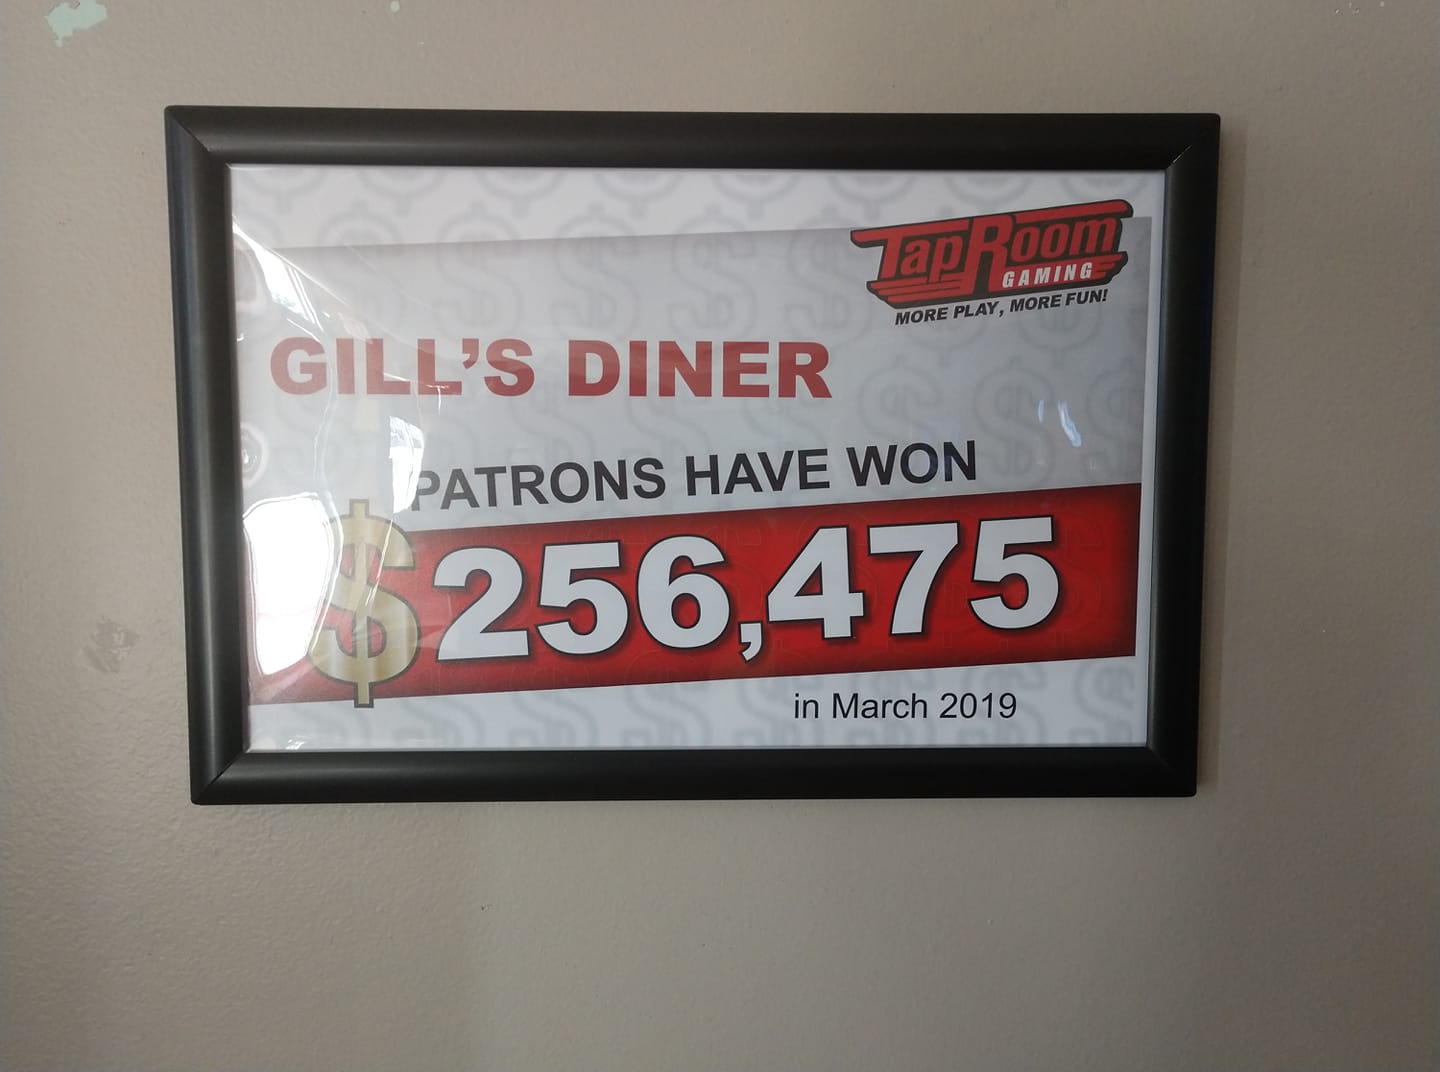 TapRoom
GAMING
MORE PLAY, MORE FUN!
GILL'S DINER
PATRONS HAVE WON
$256,475
in March 2019